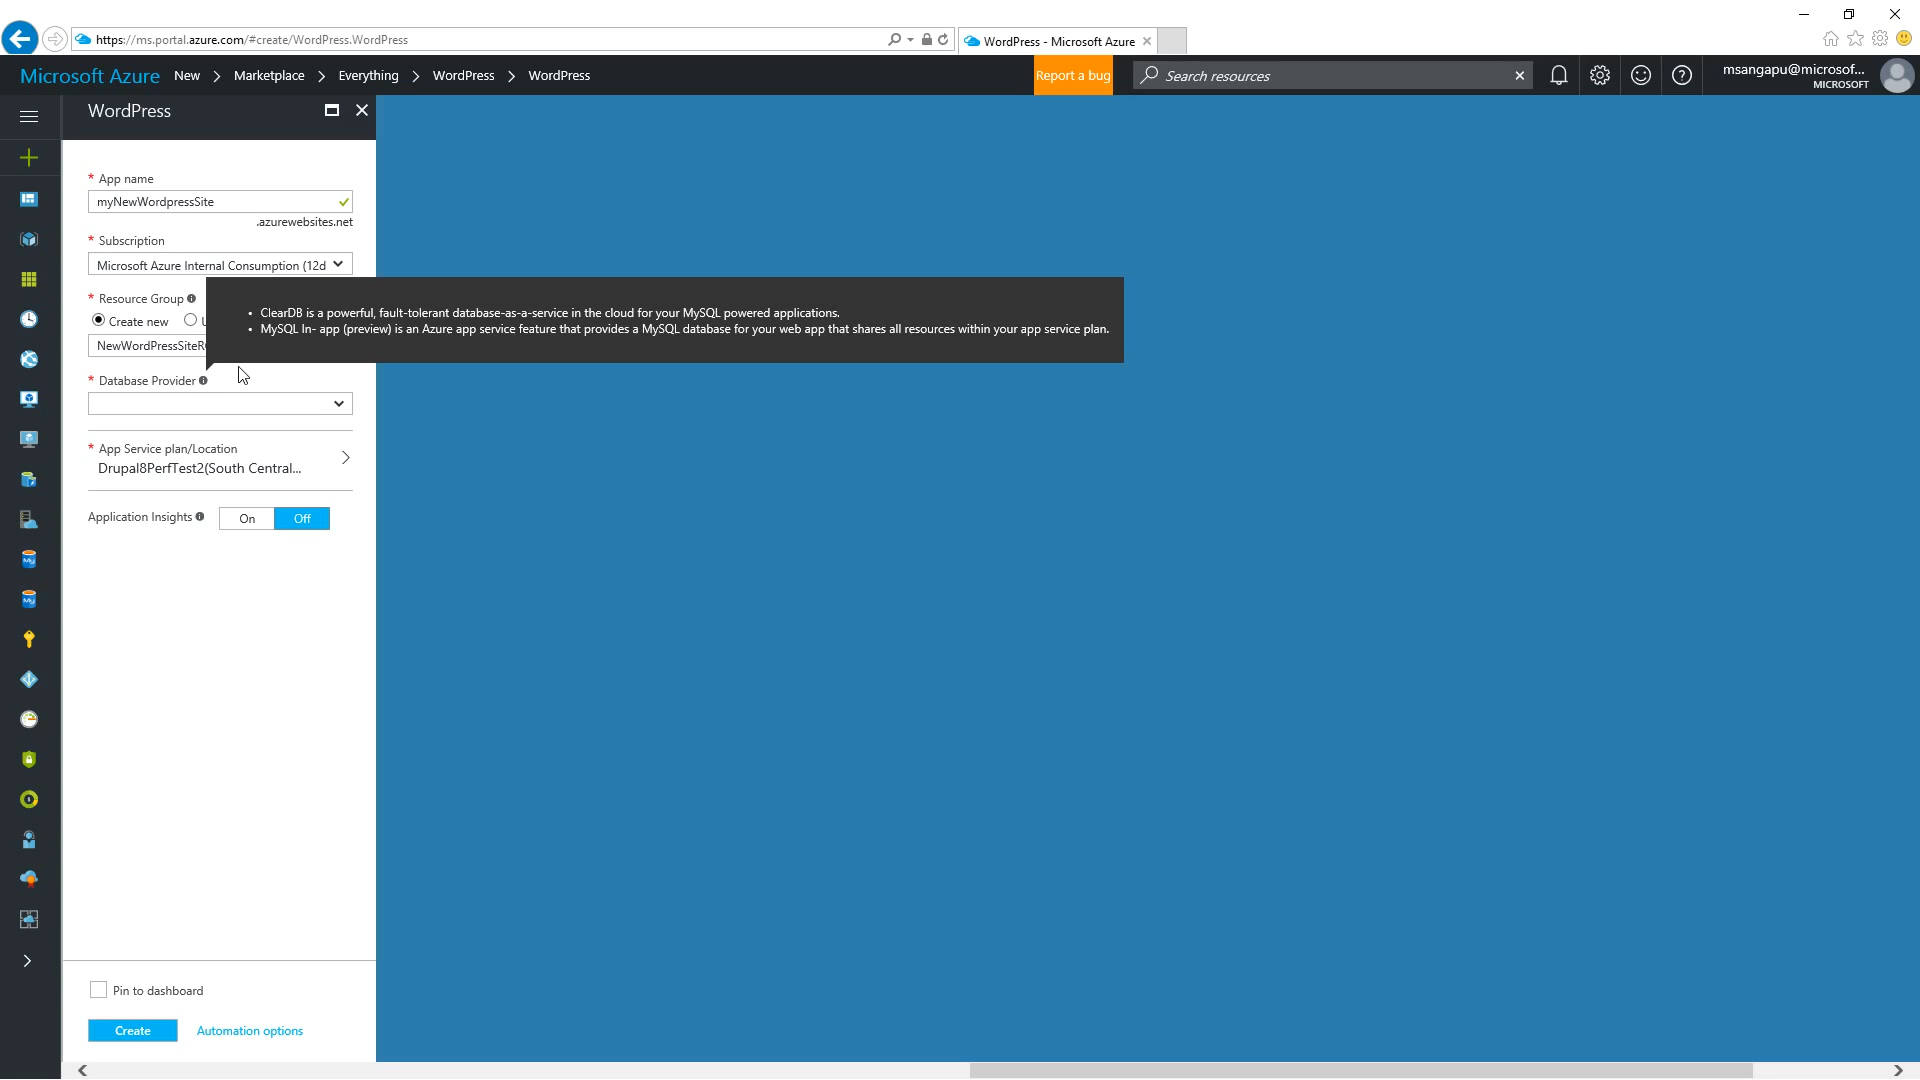 https://ms.portal.azure.com/#create/WordPress.WordPress
WordPress - Microsoft Azure
Microsoft Azure New > Marketplace > Everything > WordPress > WordPress
Report a bug
Search resources
msangapu@microsof...
MICROSOFT
WordPress
* App name
myNewWordpressSite
.azurewebsites.net
* Subscription
Microsoft Azure Internal Consumption (12d
* Resource Group
Create new U
NewWordPressSiteR
• ClearDB is a powerful, fault-tolerant database-as-a-service in the cloud for your MySQL powered applications.
• MySQL In- app (preview) is an Azure app service feature that provides a MySQL database for your web app that shares all resources within your app service plan.
* Database Provider
* App Service plan/Location
Drupal8PerfTest2(South Central...
Application Insights On Off
My
My
Pin to dashboard
Create Automation options